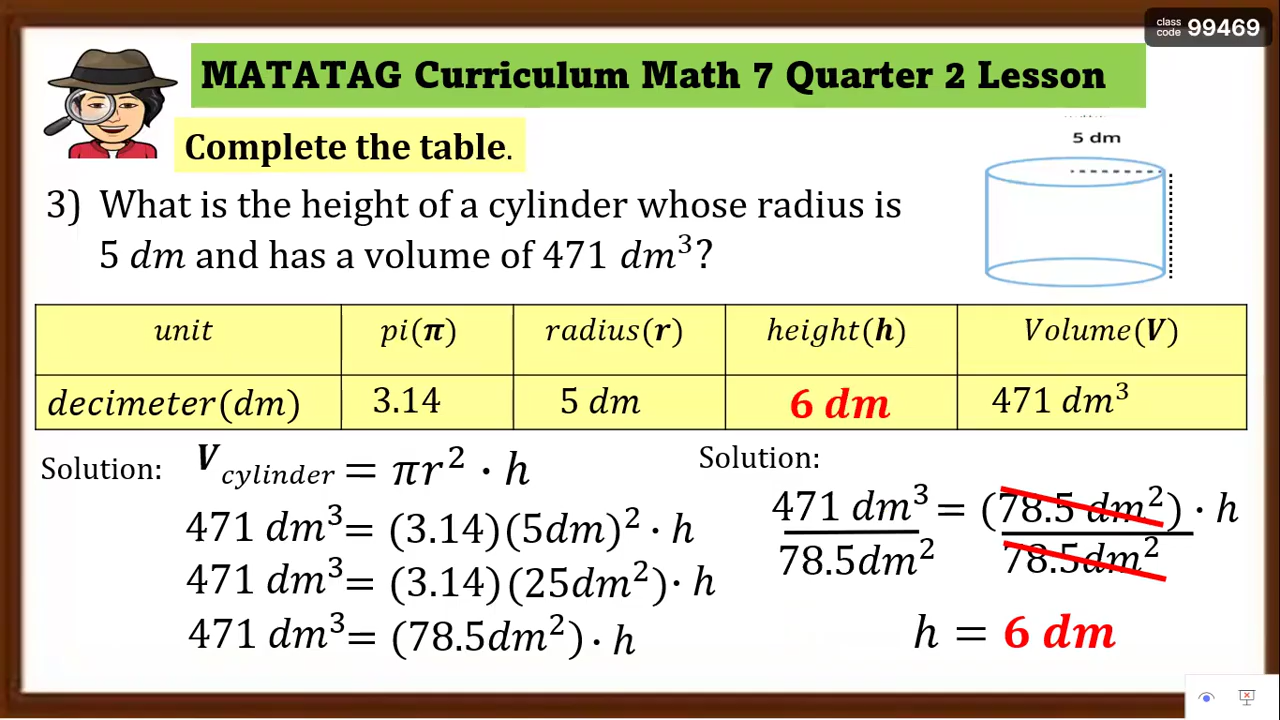 class code 99469
MATATAG Curriculum Math 7 Quarter 2 Lesson
Complete the table.
5 dm
3) What is the height of a cylinder whose radius is
5 dm and has a volume of 471 dm³?
unit pi(π) radius(r) height(h) Volume(V)
decimeter(dm) 3.14 5 dm 6 dm 471 dm³
Solution: V_cylinder = πr² · h
471 dm³ = (3.14)(5dm)² · h
471 dm³ = (3.14)(25dm²) · h
471 dm³ = (78.5dm²) · h
Solution:
471 dm³ = (78.5 dm²) · h
78.5dm² 78.5dm²
h = 6 dm